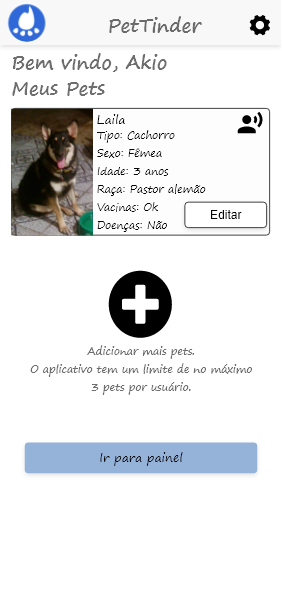 PetTinder
Bem vindo, Akio
Meus Pets
Laila
Tipo: Cachorro
Sexo: Fêmea
Idade: 3 anos
Raça: Pastor alemão
Vacinas: Ok
Editar
Doenças: Não
Adicionar mais pets.
O aplicativo tem um limite de no máximo
3 pets por usuário.
Ir para painel